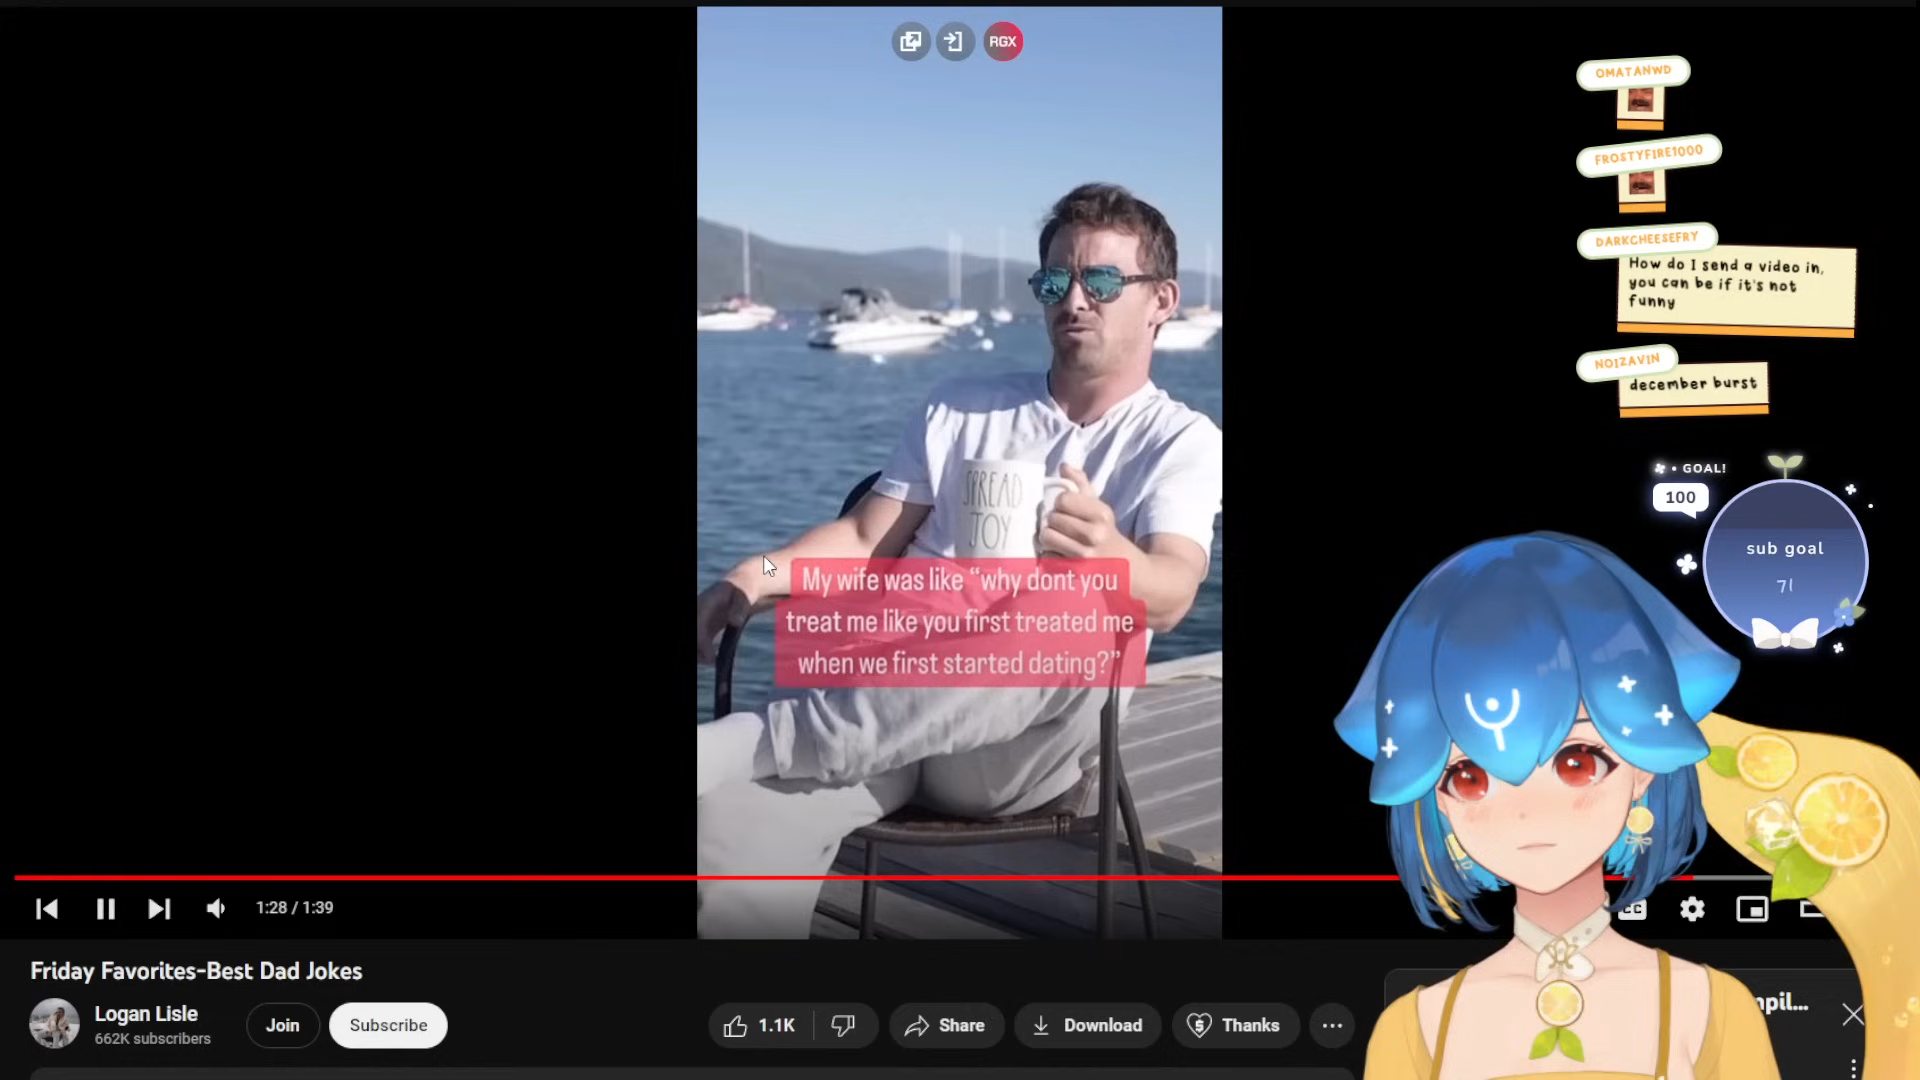 RGX
OMATANWD
FROSTYFIRE1000
DARKCHEESEFRY
How do I send a video in,
you can be if it's not
funny
NOIZAVIN
december burst
• GOAL!
100
sub goal
SPREAD
JOY
My wife was like “why dont you
treat me like you first treated me
when we first started dating?”
1:28 / 1:39
CC
Friday Favorites-Best Dad Jokes
Logan Lisle
662K subscribers
Join
Subscribe
1.1K
Share
Download
Thanks